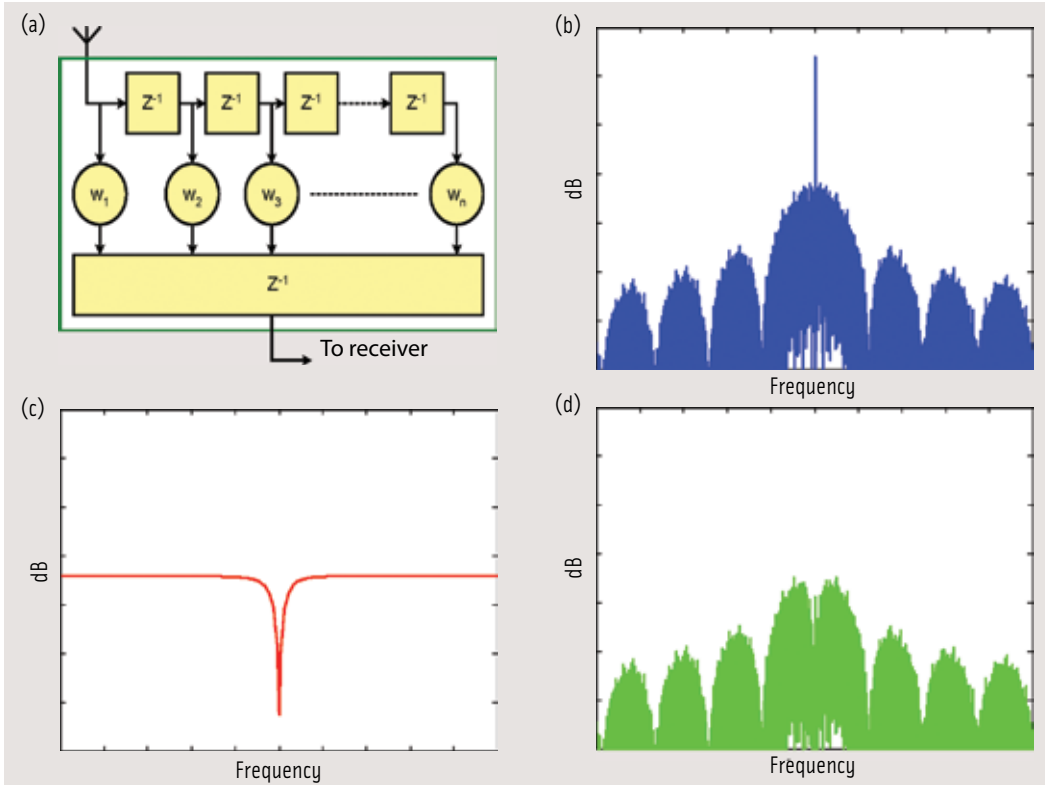 (a)
Z⁻¹ Z⁻¹ Z⁻¹ Z⁻¹
w₁ w₂ w₃ wₙ
Z⁻¹
To receiver
(b)
dB
Frequency
(c)
dB
Frequency
(d)
dB
Frequency